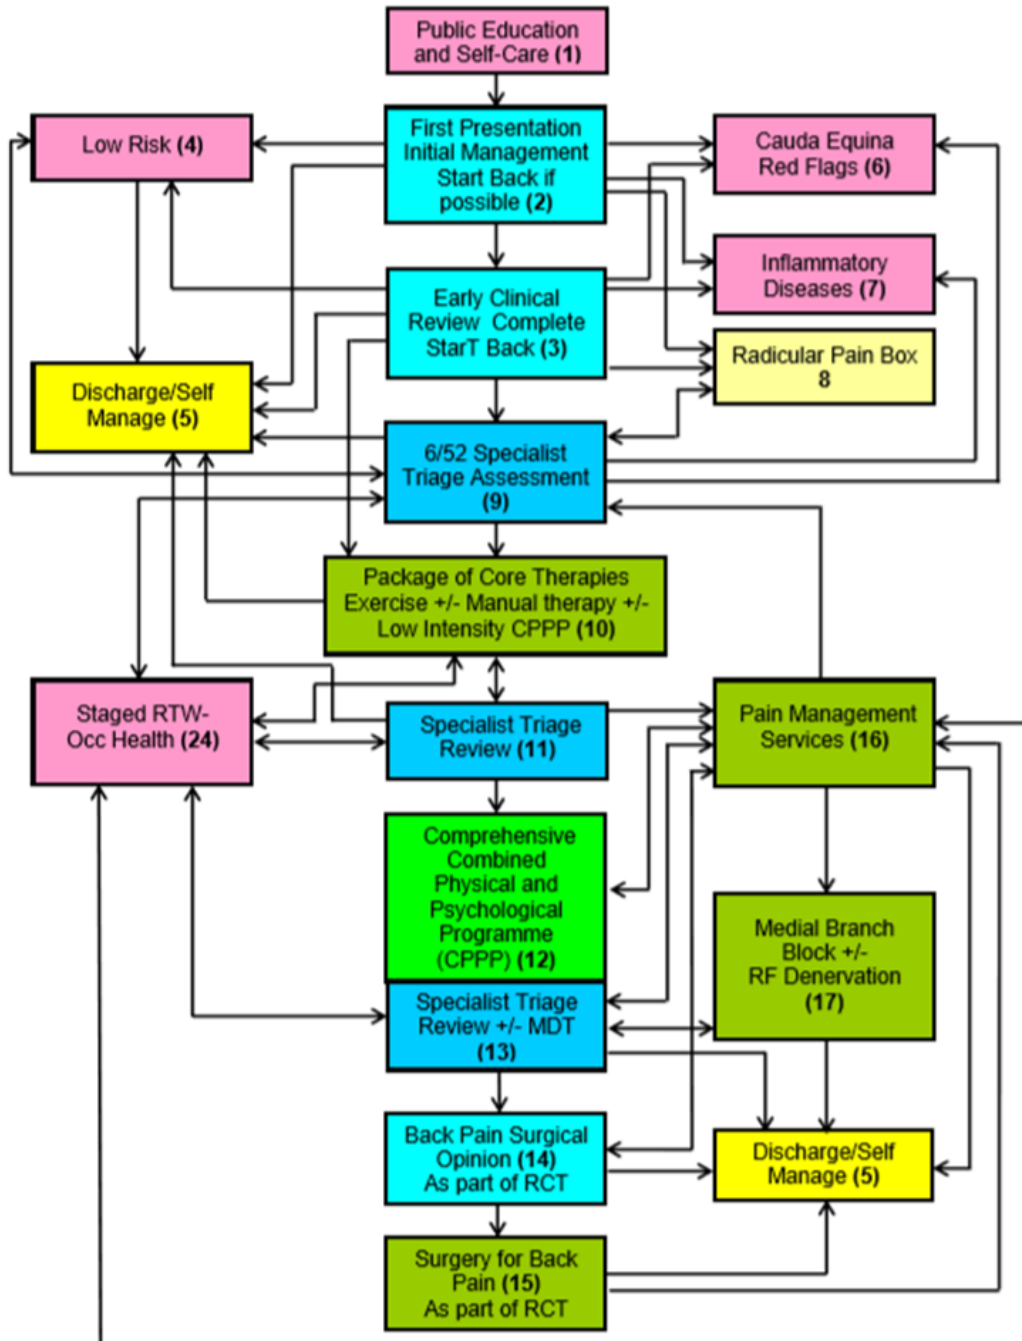 Public Education
and Self-Care (1)
First Presentation
Initial Management
Start Back if
possible (2)
Low Risk (4)
Cauda Equina
Red Flags (6)
Inflammatory
Diseases (7)
Early Clinical
Review Complete
StarT Back (3)
Radicular Pain Box
8
Discharge/Self
Manage (5)
6/52 Specialist
Triage Assessment
(9)
Package of Core Therapies
Exercise +/- Manual therapy +/-
Low Intensity CPPP (10)
Staged RTW-
Occ Health (24)
Specialist Triage
Review (11)
Pain Management
Services (16)
Comprehensive
Combined
Physical and
Psychological
Programme
(CPPP) (12)
Medial Branch
Block +/-
RF Denervation
(17)
Specialist Triage
Review +/- MDT
(13)
Back Pain Surgical
Opinion (14)
As part of RCT
Discharge/Self
Manage (5)
Surgery for Back
Pain (15)
As part of RCT